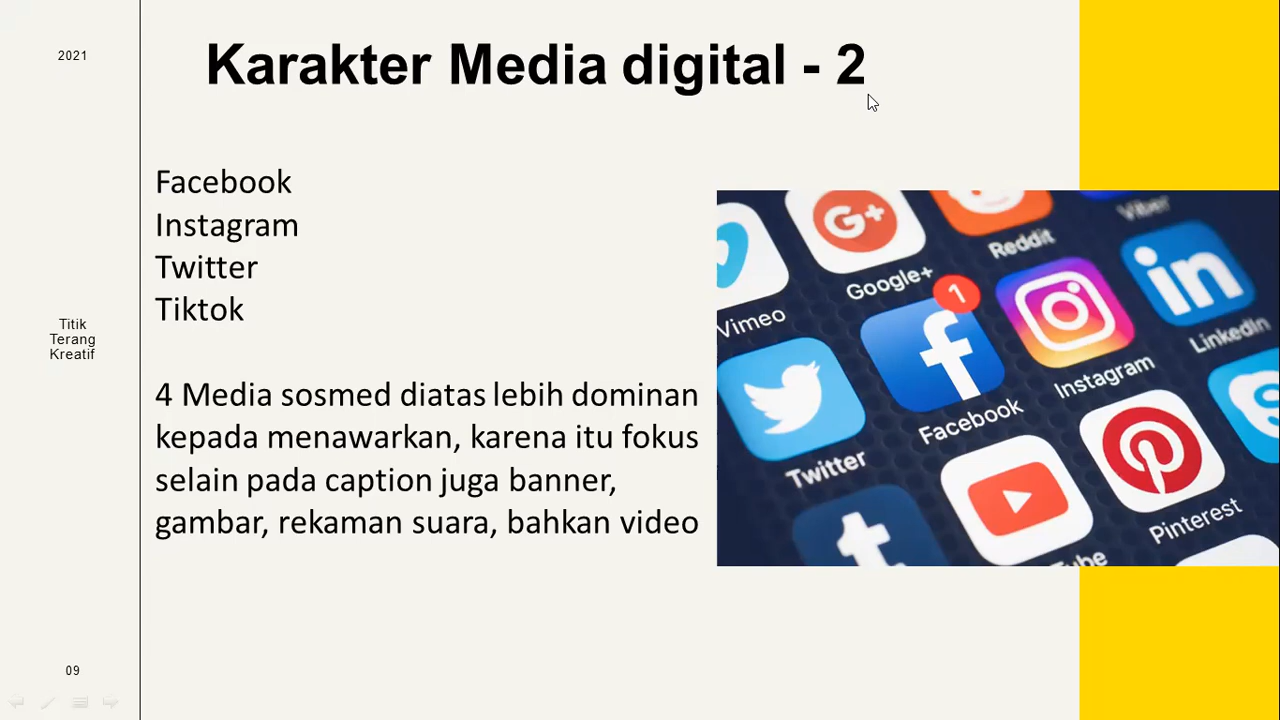 2021
Karakter Media digital - 2
Facebook
Instagram
Twitter
Tiktok
4 Media sosmed diatas lebih dominan
kepada menawarkan, karena itu fokus
selain pada caption juga banner,
gambar, rekaman suara, bahkan video
Titik
Terang
Kreatif
09
Viber
Reddit
G+
Google+
1
in
LinkedIn
Vimeo
f
Instagram
Facebook
Twitter
Pinterest
t